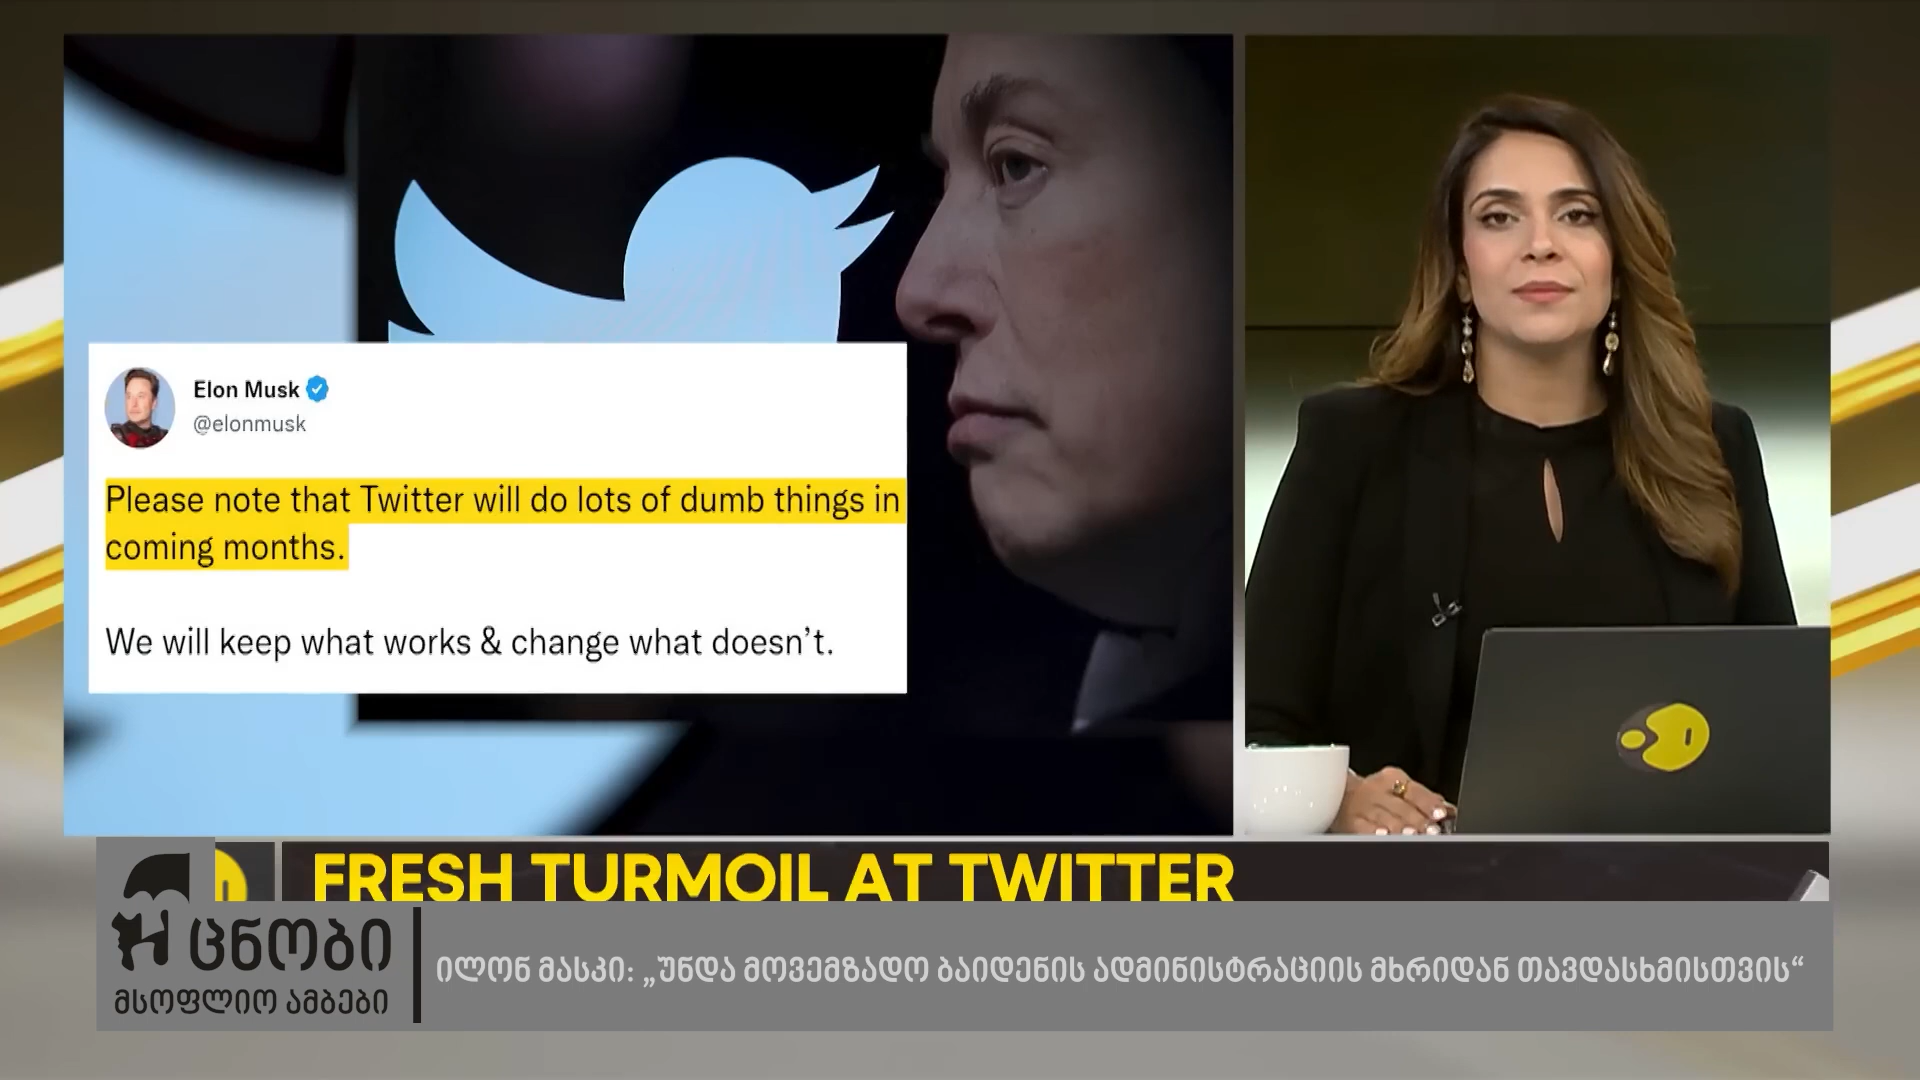 Elon Musk
@elonmusk
Please note that Twitter will do lots of dumb things in
coming months.
We will keep what works & change what doesn’t.
FRESH TURMOIL AT TWITTER
ცნობი
მსოფლიო ამბები
ილონ მასკი: „უნდა მოვემზადო ბაიდენის ადმინისტრაციის მხრიდან თავდასხმისთვის“